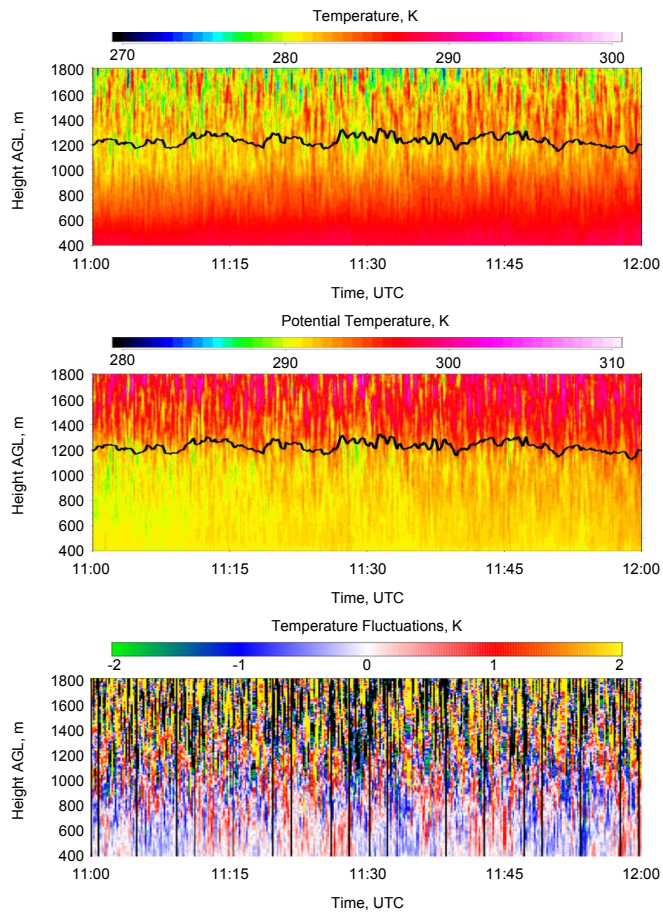 Temperature, K
270 280 290 300
Height AGL, m
1800
1600
1400
1200
1000
800
600
400
11:00 11:15 11:30 11:45 12:00
Time, UTC
Potential Temperature, K
280 290 300 310
Height AGL, m
1800
1600
1400
1200
1000
800
600
400
11:00 11:15 11:30 11:45 12:00
Time, UTC
Temperature Fluctuations, K
-2 -1 0 1 2
Height AGL, m
1800
1600
1400
1200
1000
800
600
400
11:00 11:15 11:30 11:45 12:00
Time, UTC